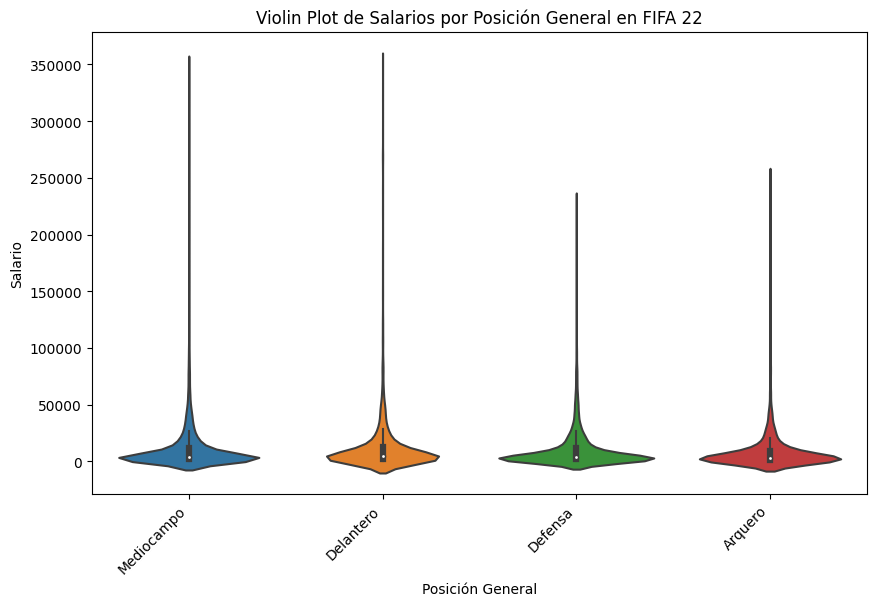 Violin Plot de Salarios por Posición General en FIFA 22
350000
300000
250000
200000
150000
100000
50000
0
Salario
Mediocampo
Delantero
Defensa
Arquero
Posición General